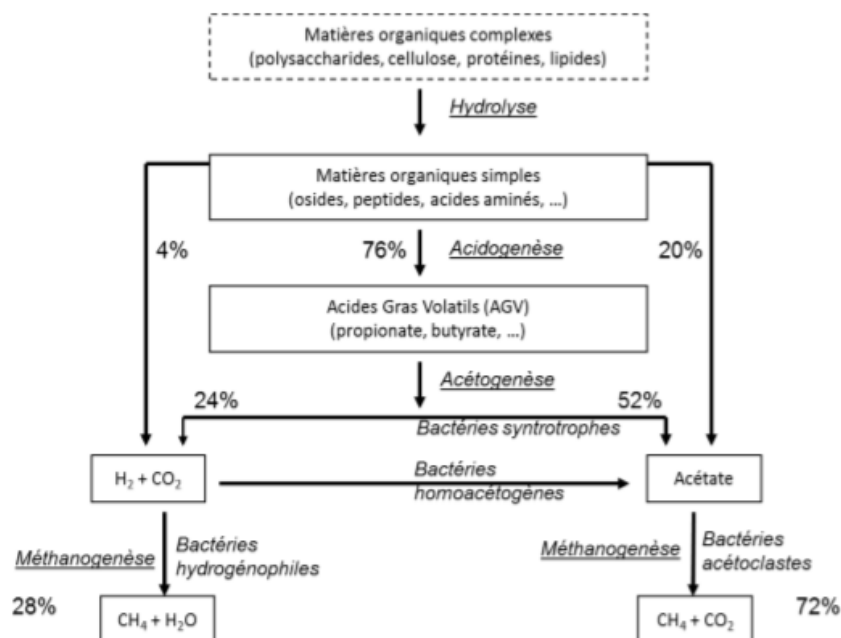 Matières organiques complexes
(polysaccharides, cellulose, protéines, lipides)
Hydrolyse
Matières organiques simples
(osides, peptides, acides aminés, …)
4%
76%
Acidogenèse
20%
Acides Gras Volatils (AGV)
(propionate, butyrate, …)
Acétogenèse
24%
52%
Bactéries syntrotrophes
H₂ + CO₂
Bactéries
homoacétogènes
Acétate
Méthanogenèse
Bactéries
hydrogénophiles
Méthanogenèse
Bactéries
acétoclastes
28%
CH₄ + H₂O
CH₄ + CO₂
72%